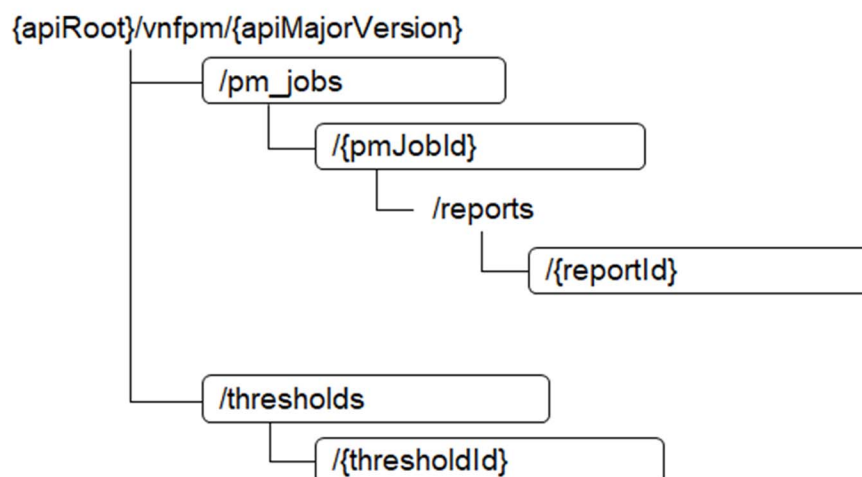 {apiRoot}/vnfpm/{apiMajorVersion}
/pm_jobs
/{pmJobId}
/reports
/{reportId}
/thresholds
/{thresholdId}